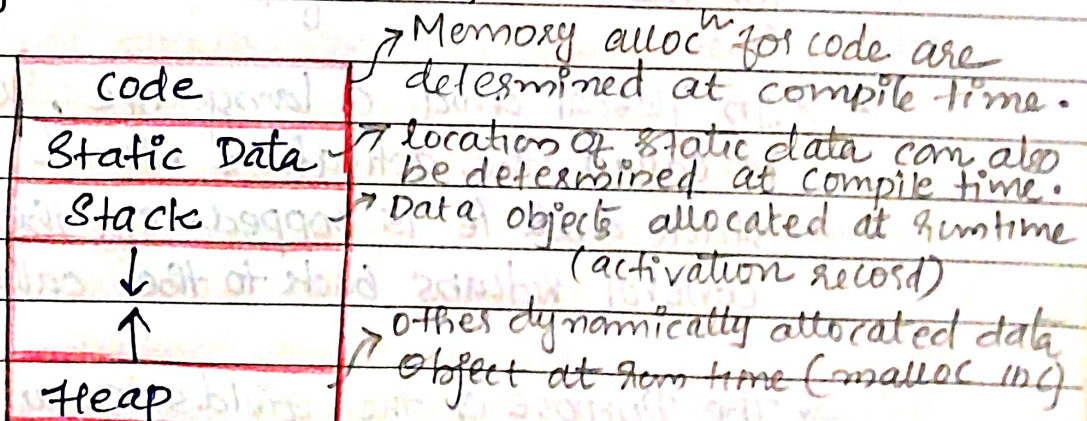 Code
Memory allocⁿ for code are
determined at compile time.
Static Data
location of static data can also
be determined at compile time.
Stack
Data objects allocated at runtime
(activation record)
↓
↑
Heap
other dynamically allocated data
Object at run time (malloc in C)